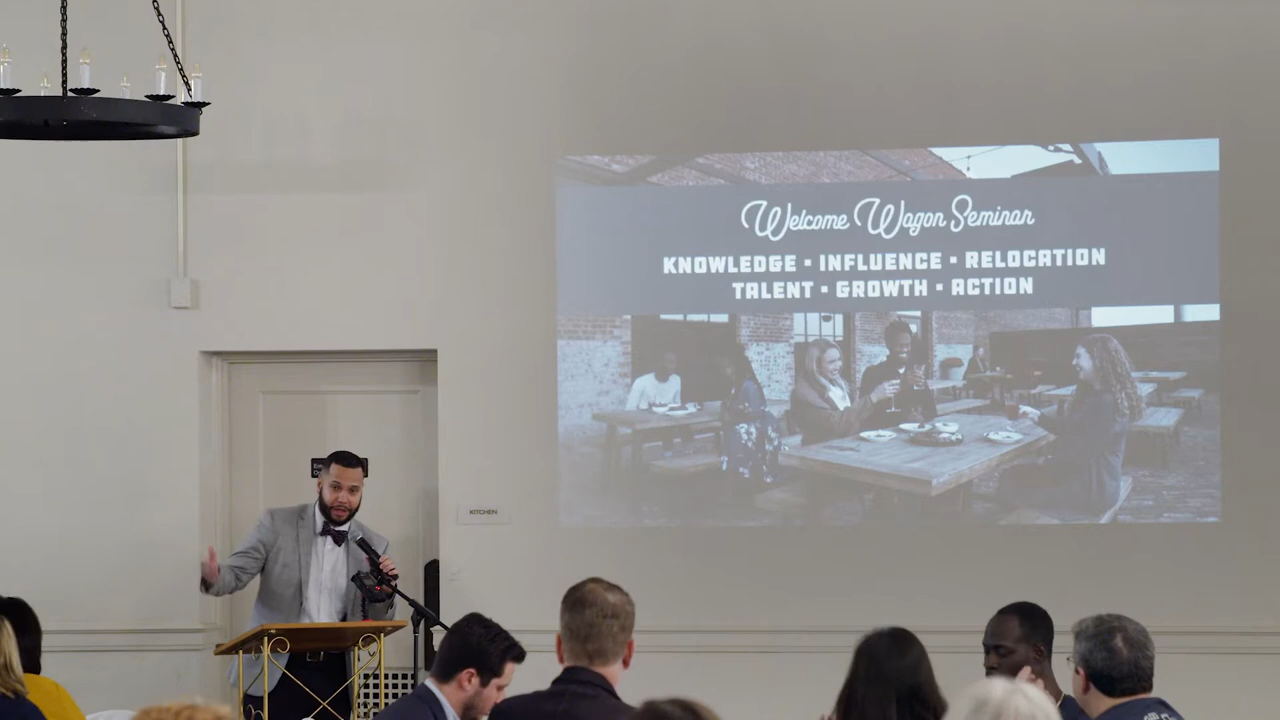 Welcome Wagon Seminar
KNOWLEDGE ▪ INFLUENCE ▪ RELOCATION
TALENT ▪ GROWTH ▪ ACTION
KITCHEN